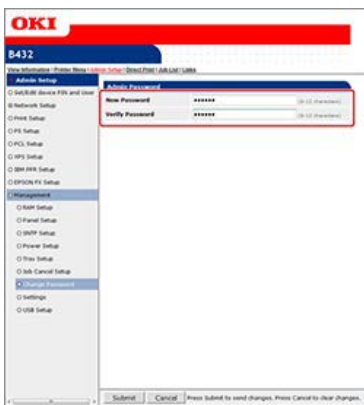 OKI
B432
View Information | Printer Menu | Admin Setup | Direct Print | Job List | Links
Admin Setup
Set/Edit device PIN and User
Network Setup
Print Setup
PS Setup
PCL Setup
XPS Setup
IBM PPR Setup
EPSON FX Setup
Management
RAM Setup
Panel Setup
SNTP Setup
Power Setup
Tray Setup
Job Cancel Setup
Change Password
Settings
USB Setup
Admin Password
New Password ●●●●●● (6-12 characters)
Verify Password ●●●●●● (6-12 characters)
Submit Cancel Press Submit to send changes. Press Cancel to clear changes.